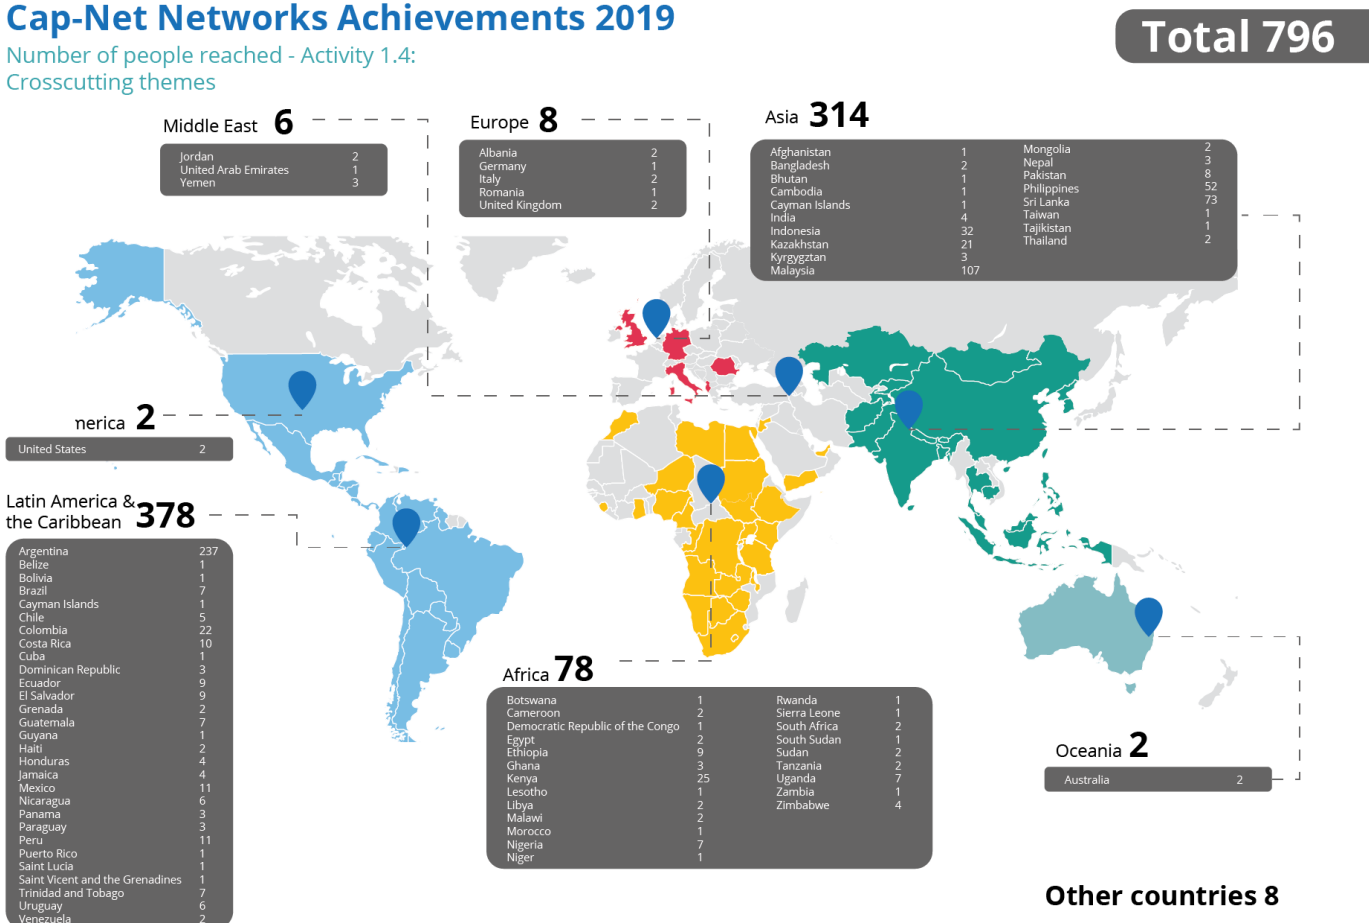 Cap-Net Networks Achievements 2019
Number of people reached - Activity 1.4:
Crosscutting themes
Total 796
Middle East 6
Jordan 2
United Arab Emirates 1
Yemen 3
Europe 8
Albania 2
Germany 1
Italy 2
Romania 1
United Kingdom 2
Asia 314
Afghanistan 1
Bangladesh 2
Bhutan 1
Cambodia 1
Cayman Islands 1
India 4
Indonesia 32
Kazakhstan 21
Kyrgygztan 3
Malaysia 107
Mongolia 2
Nepal 3
Pakistan 8
Philippines 52
Sri Lanka 73
Taiwan 1
Tajikistan 1
Thailand 2
merica 2
United States 2
Latin America &
the Caribbean 378
Argentina 237
Belize 1
Bolivia 1
Brazil 7
Cayman Islands 1
Chile 5
Colombia 22
Costa Rica 10
Cuba 1
Dominican Republic 3
Ecuador 9
El Salvador 9
Grenada 2
Guatemala 7
Guyana 1
Haiti 2
Honduras 4
Jamaica 4
Mexico 11
Nicaragua 6
Panama 3
Paraguay 3
Peru 11
Puerto Rico 1
Saint Lucía 1
Saint Vicent and the Grenadines 1
Trinidad and Tobago 7
Uruguay 6
Venezuela 2
Africa 78
Botswana 1
Cameroon 2
Democratic Republic of the Congo 1
Egypt 2
Ethiopia 9
Ghana 3
Kenya 25
Lesotho 1
Libya 2
Malawi 2
Morocco 1
Nigeria 7
Niger 1
Rwanda 1
Sierra Leone 1
South Africa 2
South Sudan 1
Sudan 2
Tanzania 2
Uganda 7
Zambia 1
Zimbabwe 4
Oceania 2
Australia 2
Other countries 8